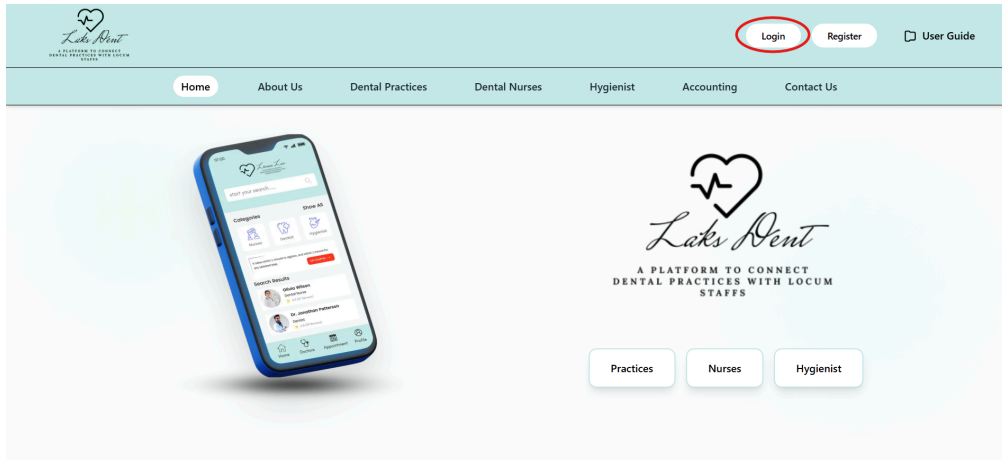 Laks Dent
A PLATFORM TO CONNECT
DENTAL PRACTICES WITH LOCUM
STAFFS
Login
Register
User Guide
Home
About Us
Dental Practices
Dental Nurses
Hygienist
Accounting
Contact Us
start your search......
Categories
Show All
Nurses
Dentist
Hygienist
Search Results
Olivia Wilson
Dental Nurse
Dr. Jonathan Patterson
Dentist
Home
Doctors
Appointment
Profile
Laks Dent
A PLATFORM TO CONNECT
DENTAL PRACTICES WITH LOCUM
STAFFS
Practices
Nurses
Hygienist